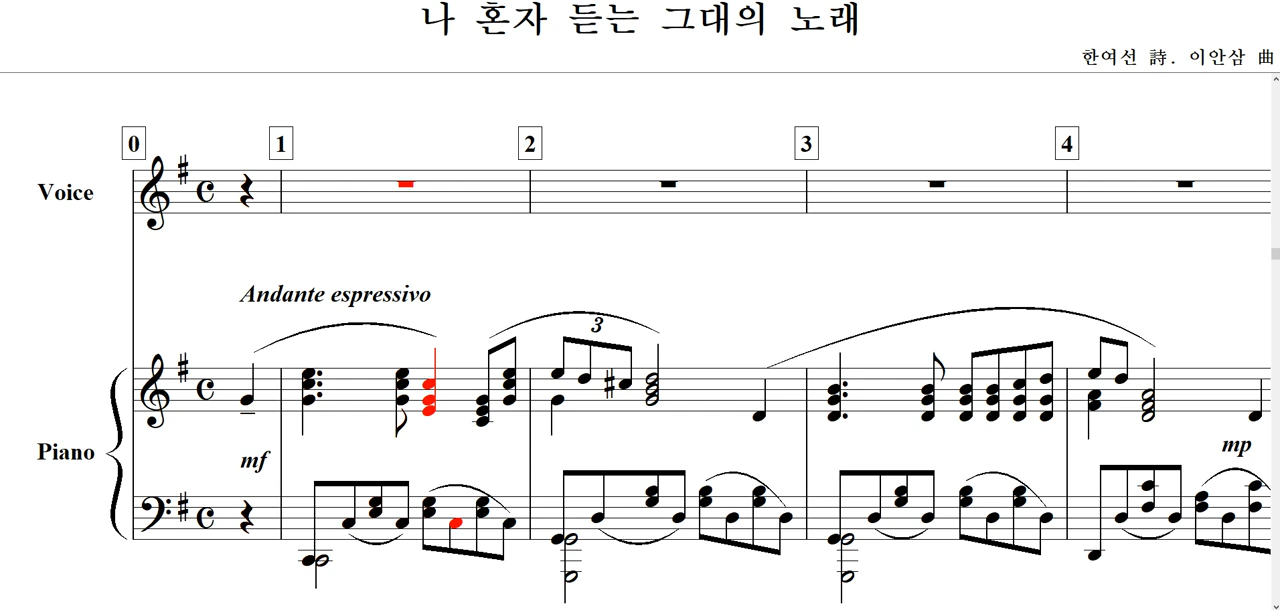 나 혼자 듣는 그대의 노래
한여선 詩. 이안삼 曲
0 1 2 3 4
Voice
Andante espressivo
3
Piano
mf
mp